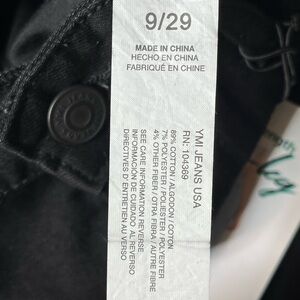 9/29
MADE IN CHINA
HECHO EN CHINA
FABRIQUÉ EN CHINE
YMI JEANS USA
RN: 104369
89% COTTON / ALGODON / COTON
7% POLYESTER / POLIESTER / POLYESTER
4% OTHER FIBER / OTRA FIBRA / AUTRE FIBRE
SEE CARE INFORMATION REVERSE
INFORMACIÓN DE CUIDADO AL REVERSO
DIRECTIVES D'ENTRETIEN AU VERSO